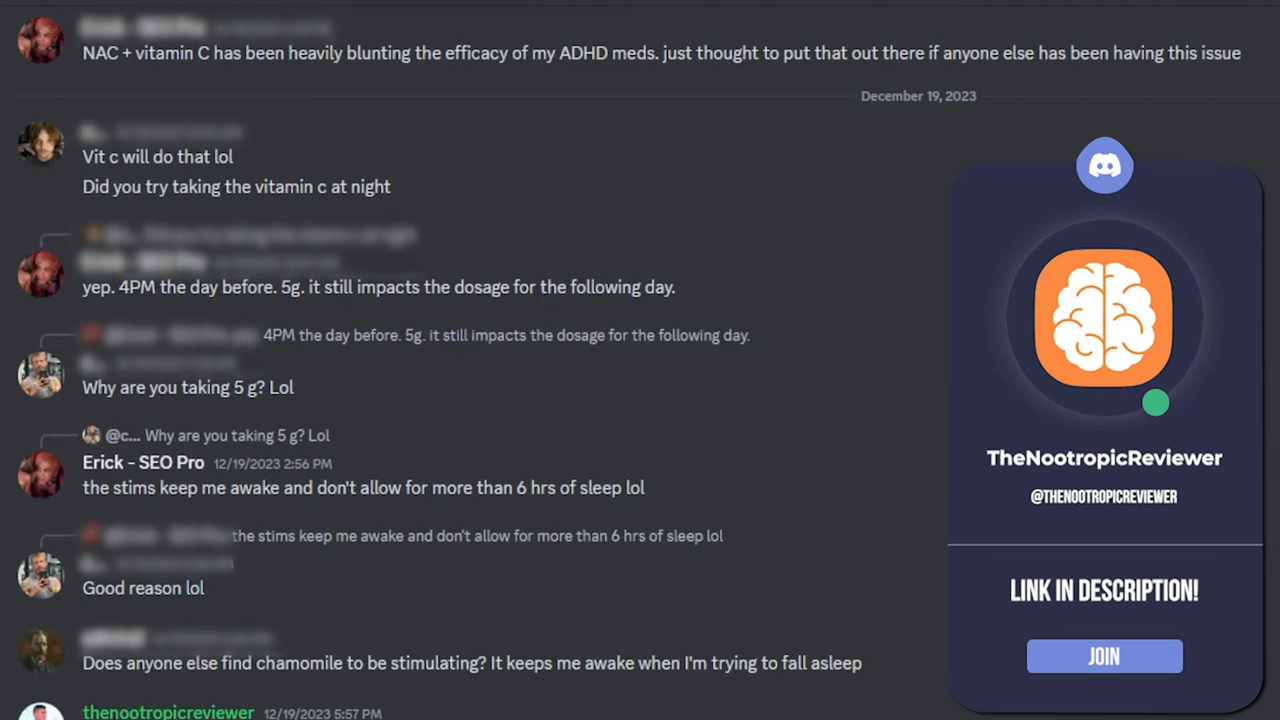 NAC + vitamin C has been heavily blunting the efficacy of my ADHD meds. just thought to put that out there if anyone else has been having this issue
December 19, 2023
Vit c will do that lol
Did you try taking the vitamin c at night
yep. 4PM the day before. 5g. it still impacts the dosage for the following day.
4PM the day before. 5g. it still impacts the dosage for the following day.
Why are you taking 5 g? Lol
@c... Why are you taking 5 g? Lol
Erick - SEO Pro 12/19/2023 2:56 PM
the stims keep me awake and don't allow for more than 6 hrs of sleep lol
the stims keep me awake and don't allow for more than 6 hrs of sleep lol
Good reason lol
Does anyone else find chamomile to be stimulating? It keeps me awake when I'm trying to fall asleep
thenootropicreviewer 12/19/2023 5:57 PM
TheNootropicReviewer
@THENOOTROPICREVIEWER
LINK IN DESCRIPTION!
JOIN